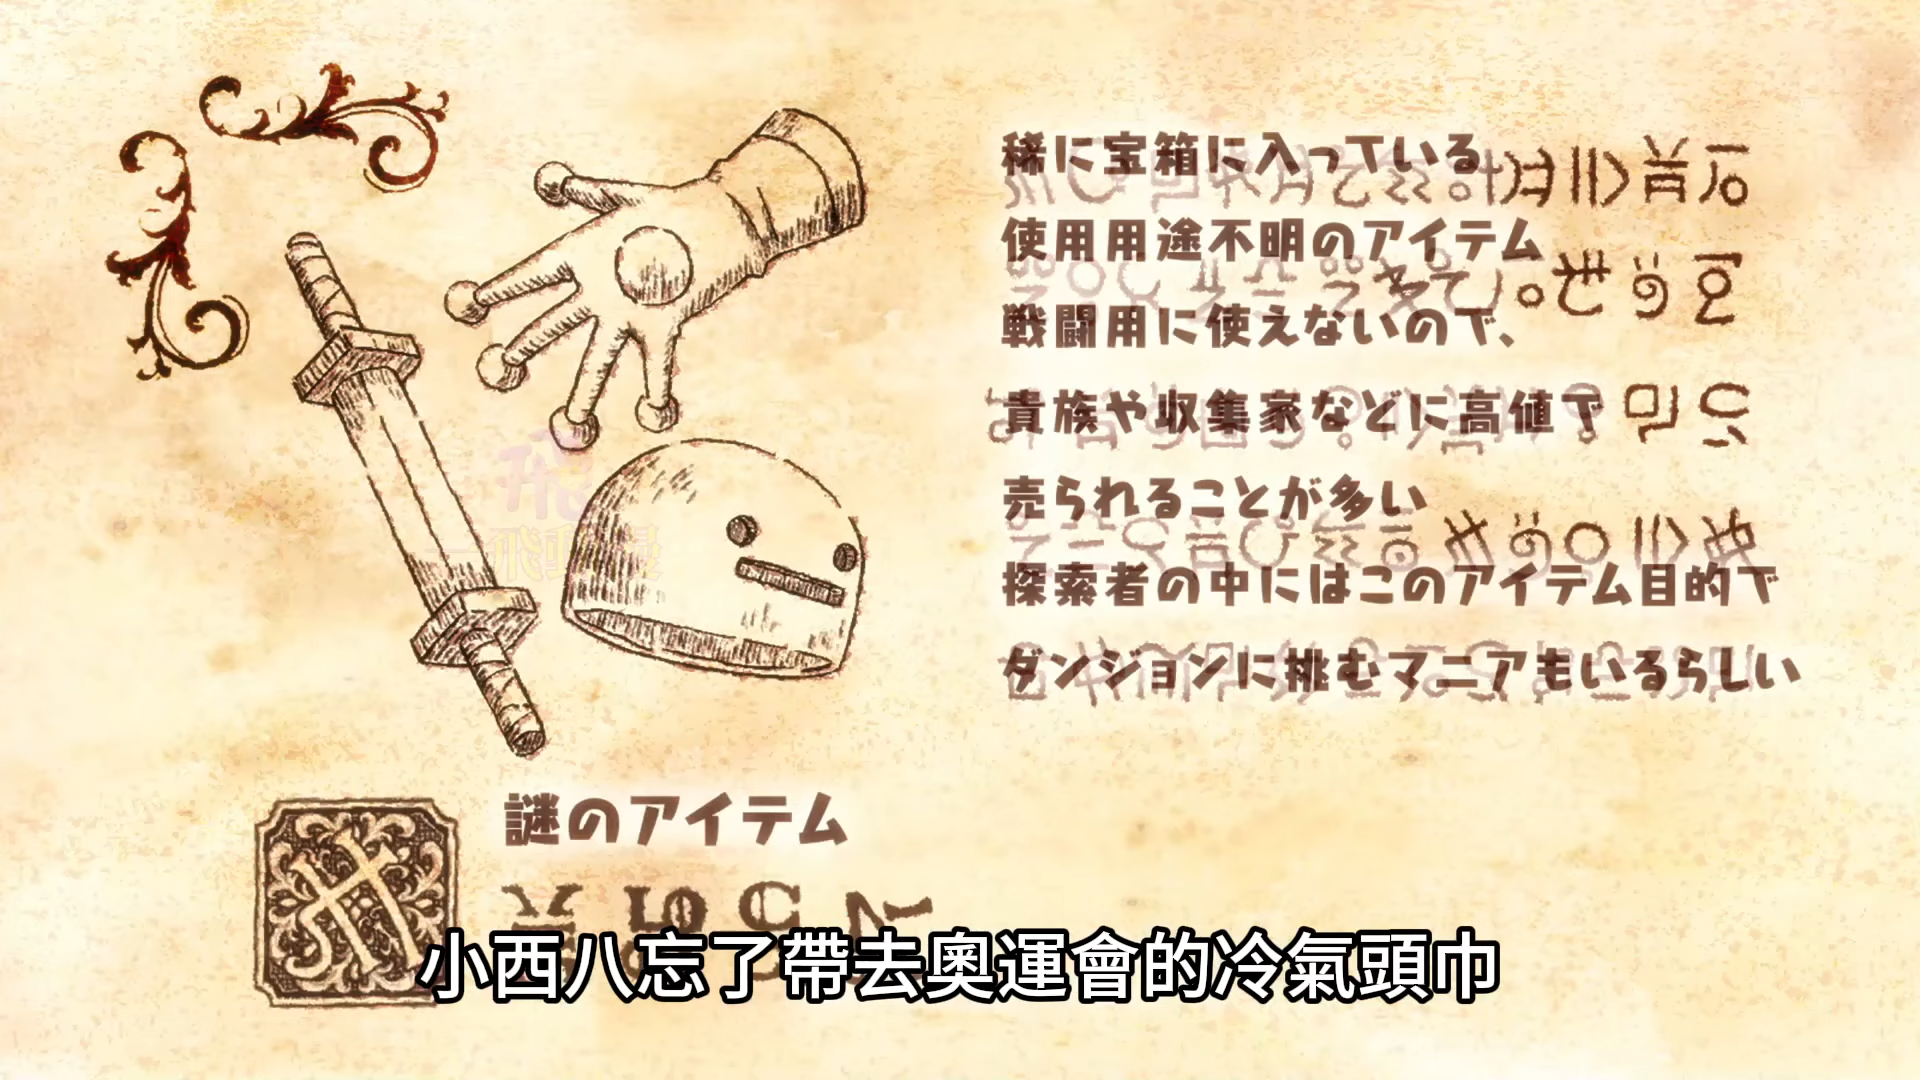 稀に宝箱に入っている
使用用途不明のアイテム
戦闘用に使えないので、
貴族や収集家などに高値で
売られることが多い
探索者の中にはこのアイテム目的で
ダンジョンに挑むマニアもいるらしい
謎のアイテム
小西八忘了帶去奧運會的冷氣頭巾